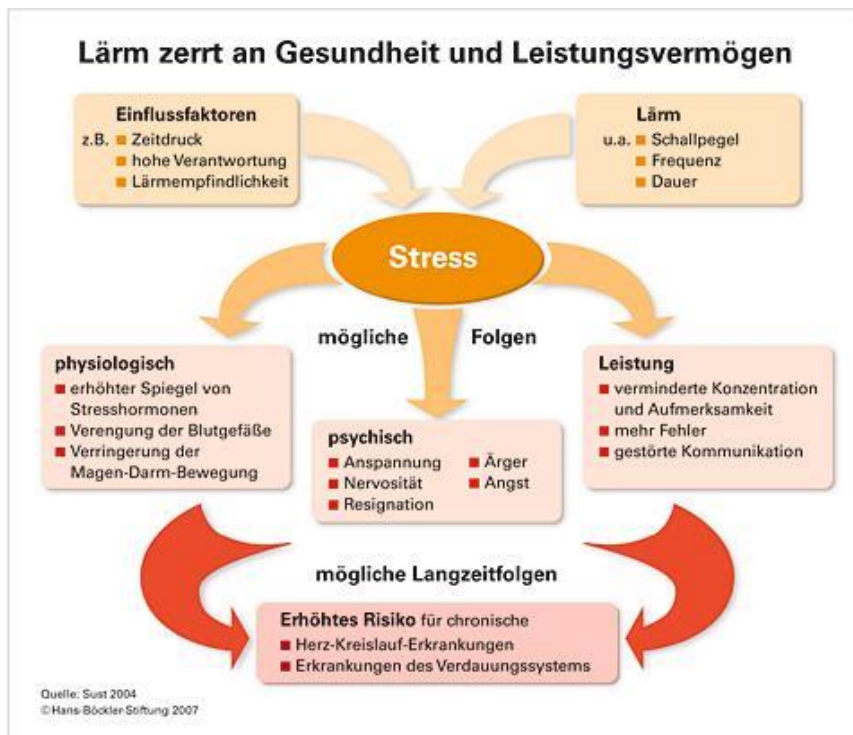 Lärm zerrt an Gesundheit und Leistungsvermögen
Einflussfaktoren
z.B. ■ Zeitdruck
■ hohe Verantwortung
■ Lärmempfindlichkeit
Lärm
u.a. ■ Schallpegel
■ Frequenz
■ Dauer
Stress
mögliche Folgen
physiologisch
■ erhöhter Spiegel von
Stresshormonen
■ Verengung der Blutgefäße
■ Verringerung der
Magen-Darm-Bewegung
psychisch
■ Anspannung ■ Ärger
■ Nervosität ■ Angst
■ Resignation
Leistung
■ verminderte Konzentration
und Aufmerksamkeit
■ mehr Fehler
■ gestörte Kommunikation
mögliche Langzeitfolgen
Erhöhtes Risiko für chronische
■ Herz-Kreislauf-Erkrankungen
■ Erkrankungen des Verdauungssystems
Quelle: Sust 2004
© Hans-Böckler-Stiftung 2007